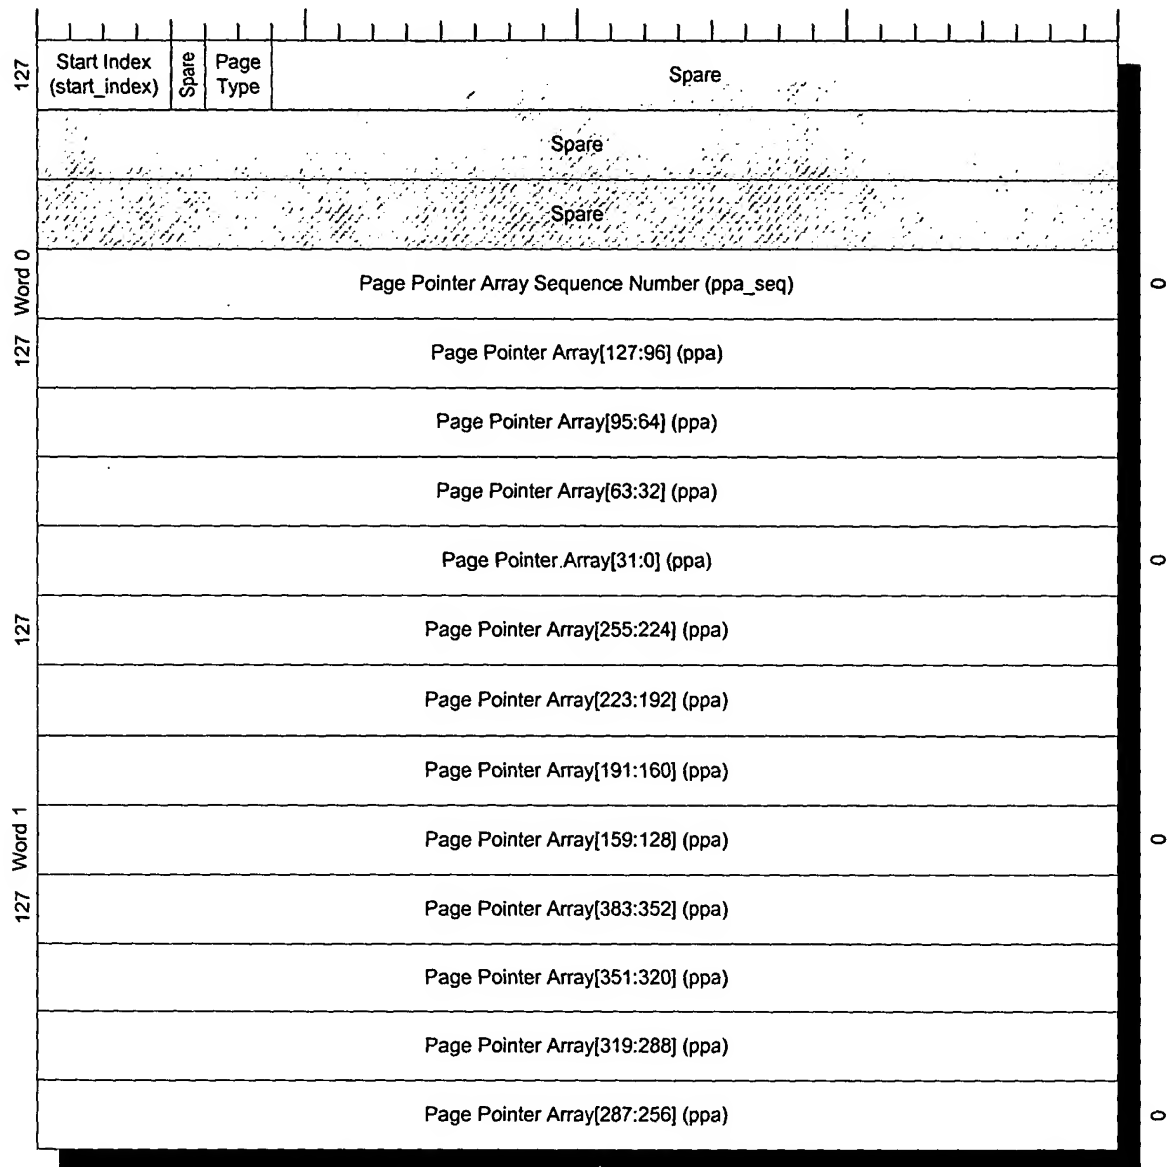 127
Start Index
(start_index)
Spare
Page
Type
Spare
Spare
Spare
Word 0
Page Pointer Array Sequence Number (ppa_seq)
0
127
Page Pointer Array[127:96] (ppa)
Page Pointer Array[95:64] (ppa)
Page Pointer Array[63:32] (ppa)
Page Pointer Array[31:0] (ppa)
0
127
Page Pointer Array[255:224] (ppa)
Page Pointer Array[223:192] (ppa)
Page Pointer Array[191:160] (ppa)
Word 1
Page Pointer Array[159:128] (ppa)
0
127
Page Pointer Array[383:352] (ppa)
Page Pointer Array[351:320] (ppa)
Page Pointer Array[319:288] (ppa)
Page Pointer Array[287:256] (ppa)
0